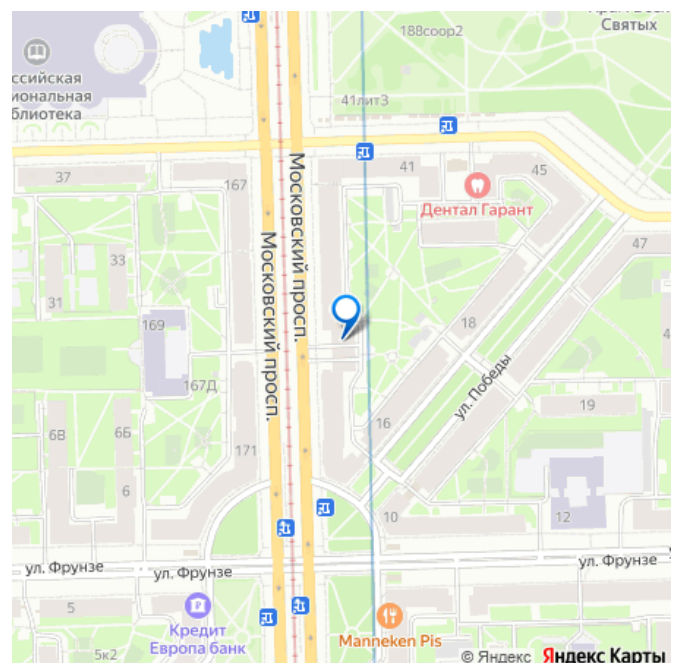 188соор2
Святых
ссийская
иональная
блиотека
41лит3
37
167
41
45
Дентал Гарант
Московский просп.
Московский просп.
33
31
47
169
18
ул. Победы
167Д
19
6В
6Б
16
171
6
10
12
ул. Фрунзе
ул. Фрунзе
ул. Фрунзе
5
Кредит
Европа банк
5к2
Manneken Pis
© Яндекс Яндекс Карты